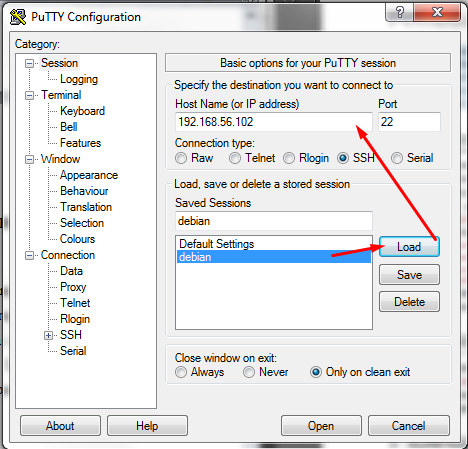 PuTTY Configuration
Category:
Session
Logging
Terminal
Keyboard
Bell
Features
Window
Appearance
Behaviour
Translation
Selection
Colours
Connection
Data
Proxy
Telnet
Rlogin
SSH
Serial
Basic options for your PuTTY session
Specify the destination you want to connect to
Host Name (or IP address) Port
192.168.56.102 22
Connection type:
Raw Telnet Rlogin SSH Serial
Load, save or delete a stored session
Saved Sessions
debian
Default Settings
debian
Load
Save
Delete
Close window on exit:
Always Never Only on clean exit
About Help Open Cancel